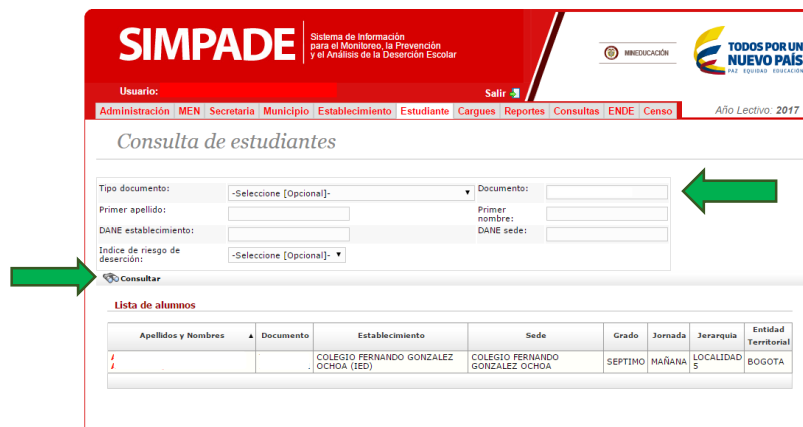 SIMPADE
Sistema de Información
para el Monitoreo, la Prevención
y el Análisis de la Deserción Escolar
MINEDUCACIÓN
TODOS POR UN
NUEVO PAÍS
PAZ EQUIDAD EDUCACIÓN
Usuario:
Salir
Administración MEN Secretaria Municipio Establecimiento Estudiante Cargues Reportes Consultas ENDE Censo
Año Lectivo: 2017
Consulta de estudiantes
Tipo documento: -Seleccione [Opcional]- Documento:
Primer apellido: Primer
nombre:
DANE establecimiento: DANE sede:
Indice de riesgo de
deserción: -Seleccione [Opcional]-
Consultar
Lista de alumnos
Apellidos y Nombres Documento Establecimiento Sede Grado Jornada Jerarquia Entidad
Territorial
COLEGIO FERNANDO GONZALEZ
OCHOA (IED)
COLEGIO FERNANDO
GONZALEZ OCHOA
SEPTIMO MAÑANA LOCALIDAD
5
BOGOTA